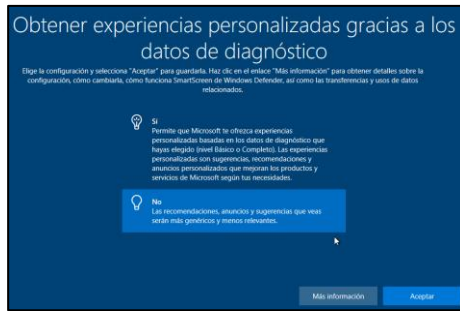 Obtener experiencias personalizadas gracias a los
datos de diagnóstico
Elige la configuración y selecciona "Aceptar" para guardarla. Haz clic en el enlace "Más información" para obtener detalles sobre la
configuración, cómo cambiarla, cómo funciona SmartScreen de Windows Defender, así como las transferencias y usos de datos
relacionados.
Sí
Permite que Microsoft te ofrezca experiencias
personalizadas basadas en los datos de diagnóstico que
hayas elegido (nivel Básico o Completo). Las experiencias
personalizadas son sugerencias, recomendaciones y
anuncios personalizados que mejoran los productos y
servicios de Microsoft según tus necesidades.
No
Las recomendaciones, anuncios y sugerencias que veas
serán más genéricos y menos relevantes.
Más información
Aceptar